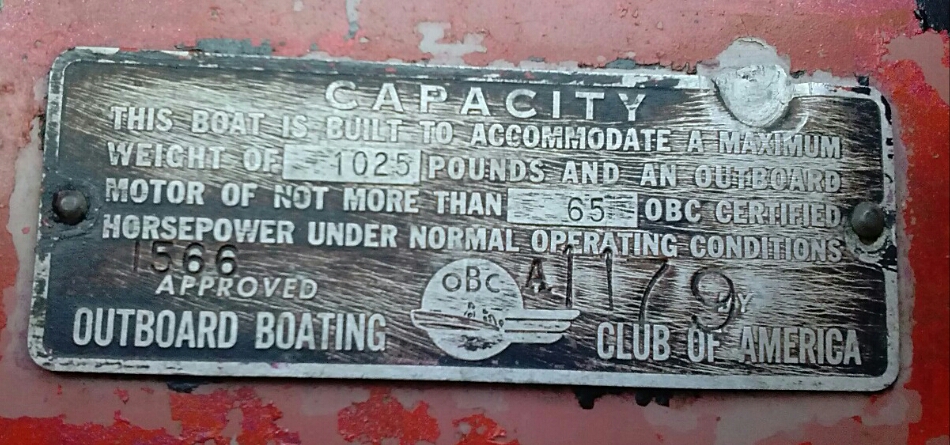 CAPACITY
THIS BOAT IS BUILT TO ACCOMMODATE A MAXIMUM
WEIGHT OF 1025 POUNDS AND AN OUTBOARD
MOTOR OF NOT MORE THAN 65 OBC CERTIFIED
HORSEPOWER UNDER NORMAL OPERATING CONDITIONS
1566 A1179
APPROVED OBC BY
OUTBOARD BOATING CLUB OF AMERICA